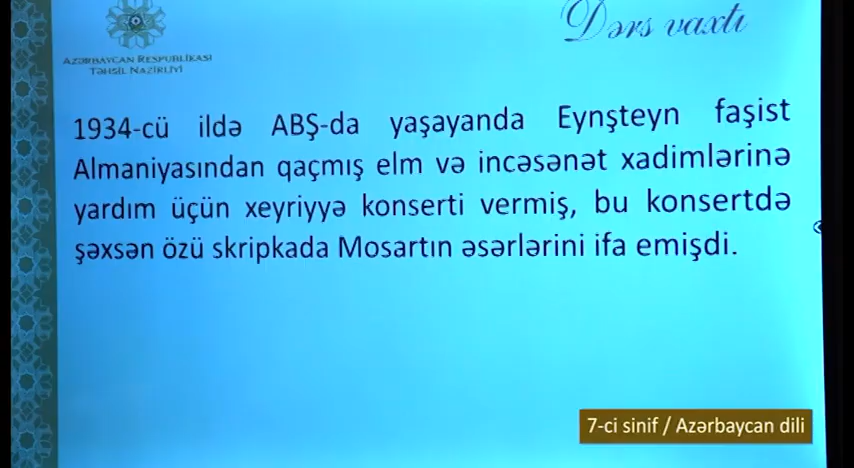 Dərs vaxtı
AZƏRBAYCAN RESPUBLİKASI
TƏHSİL NAZİRLİYİ
1934-cü ildə ABŞ-da yaşayanda Eynşteyn faşist
Almaniyasından qaçmış elm və incəsənət xadimlərinə
yardım üçün xeyriyyə konserti vermiş, bu konsertdə
şəxsən özü skripkada Mosartın əsərlərini ifa emişdi.
7-ci sinif / Azərbaycan dili